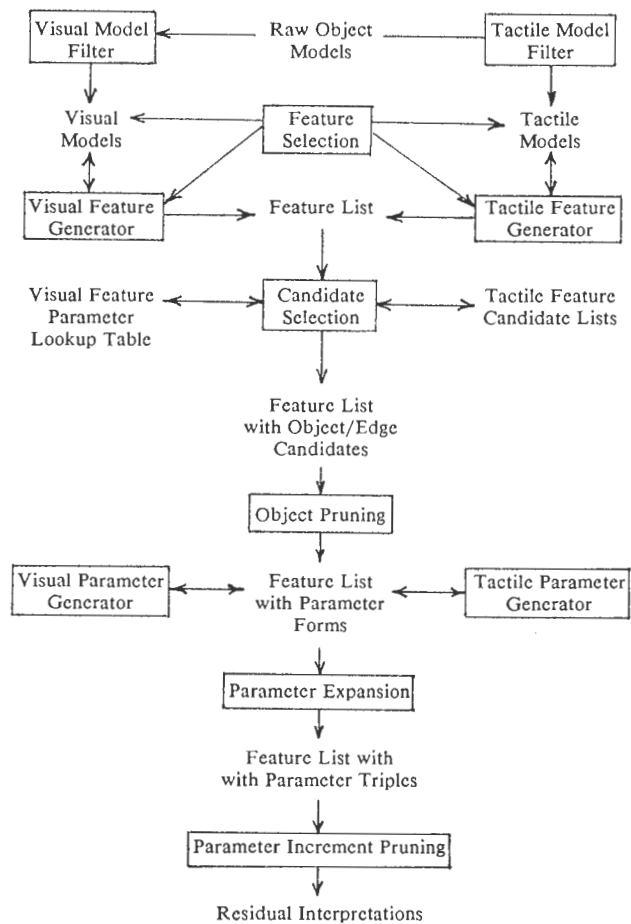 Visual Model
Filter
Raw Object
Models
Tactile Model
Filter
Visual
Models
Feature
Selection
Tactile
Models
Visual Feature
Generator
Feature List
Tactile Feature
Generator
Visual Feature
Parameter
Lookup Table
Candidate
Selection
Tactile Feature
Candidate Lists
Feature List
with Object/Edge
Candidates
Object Pruning
Visual Parameter
Generator
Feature List
with Parameter
Forms
Tactile Parameter
Generator
Parameter Expansion
Feature List with
with Parameter Triples
Parameter Increment Pruning
Residual Interpretations